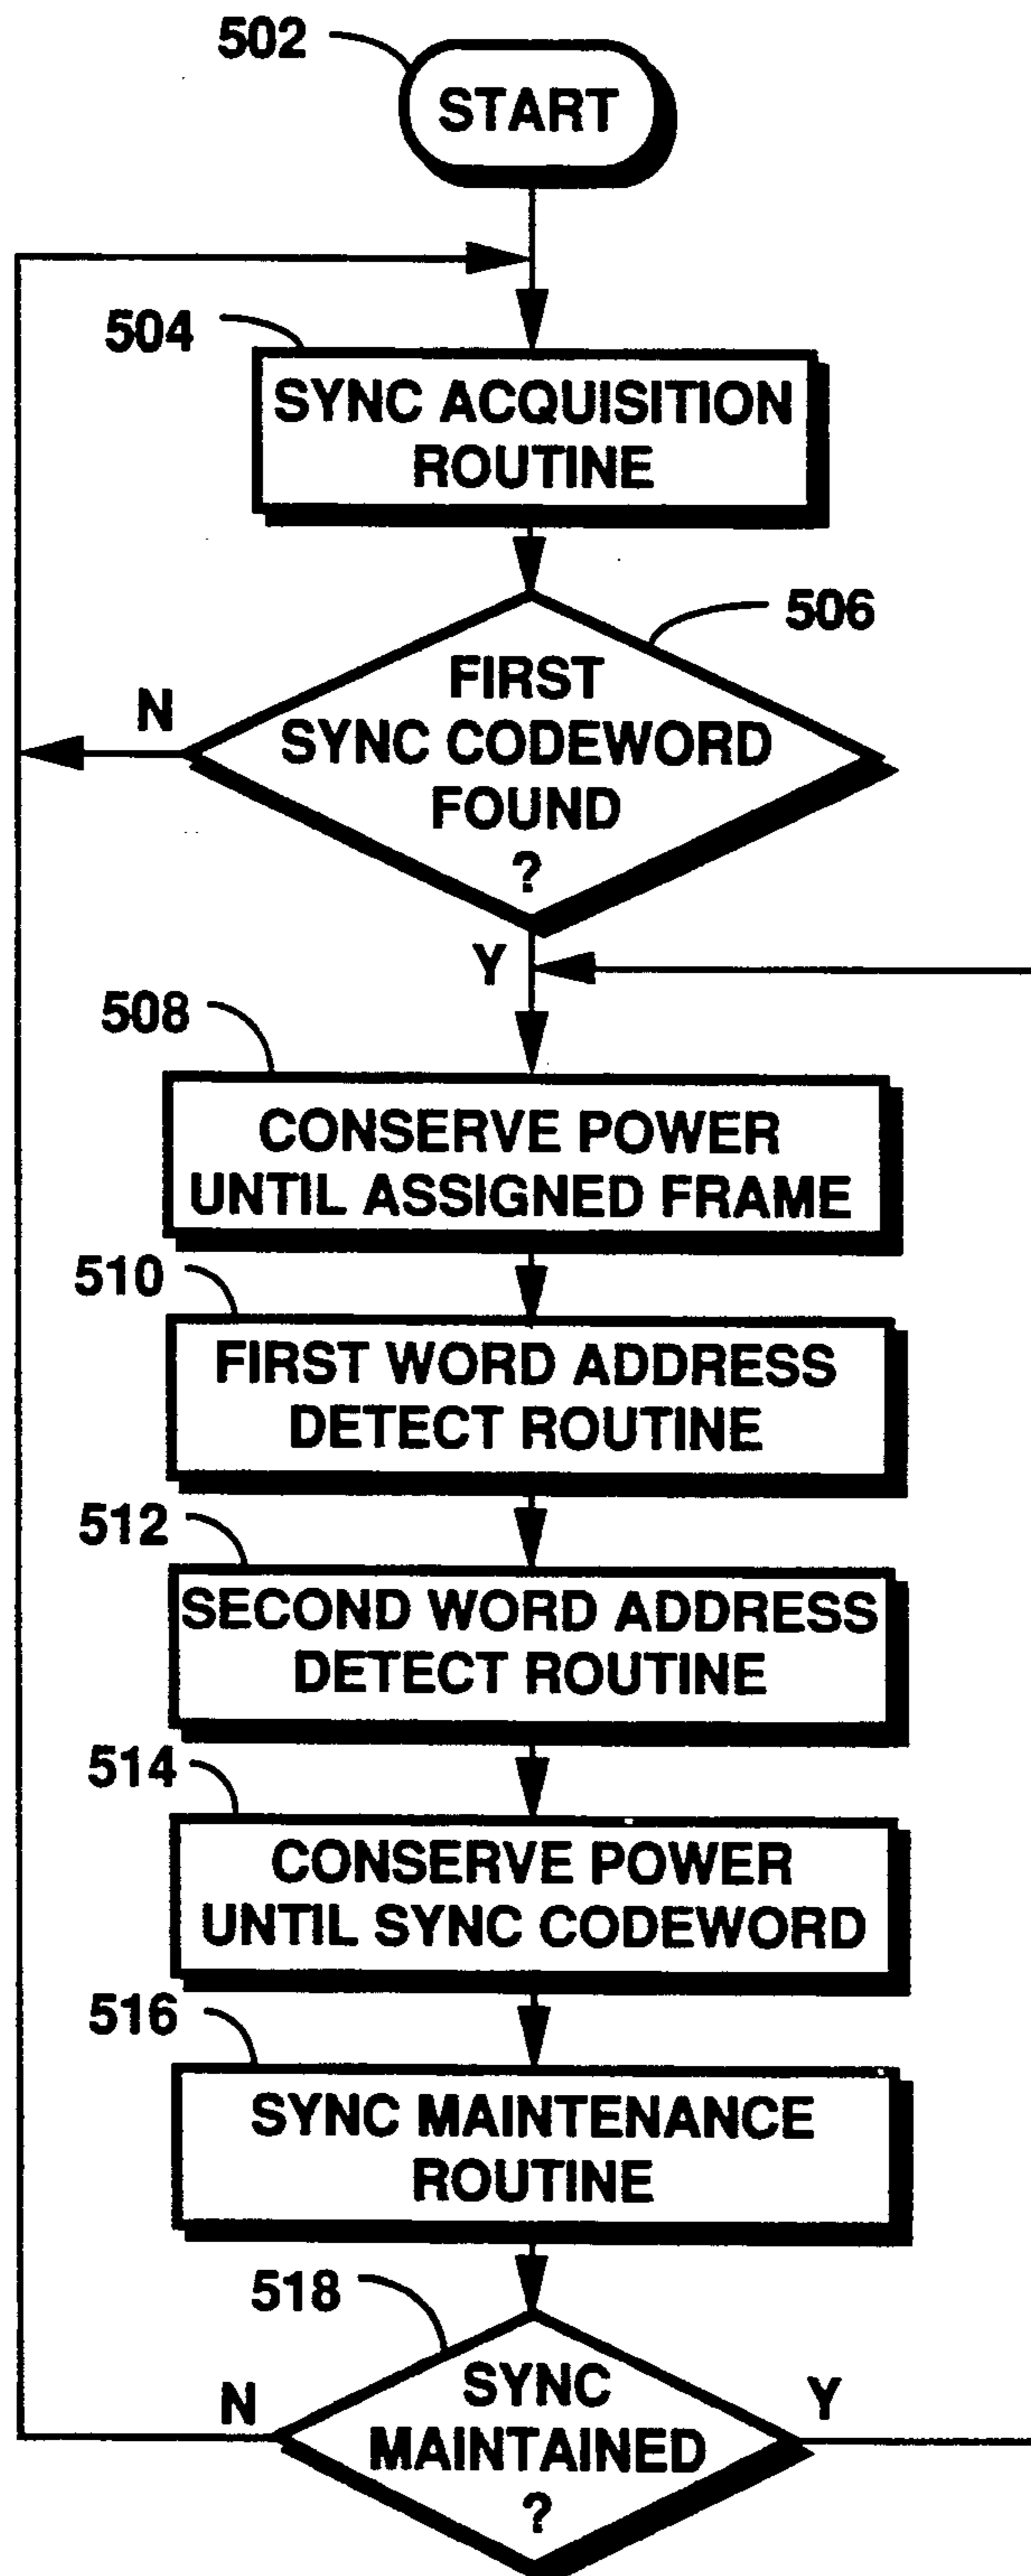 502
START
504
SYNC ACQUISITION
ROUTINE
506
FIRST
SYNC CODEWORD
FOUND
?
N
Y
508
CONSERVE POWER
UNTIL ASSIGNED FRAME
510
FIRST WORD ADDRESS
DETECT ROUTINE
512
SECOND WORD ADDRESS
DETECT ROUTINE
514
CONSERVE POWER
UNTIL SYNC CODEWORD
516
SYNC MAINTENANCE
ROUTINE
518
SYNC
MAINTAINED
?
N
Y